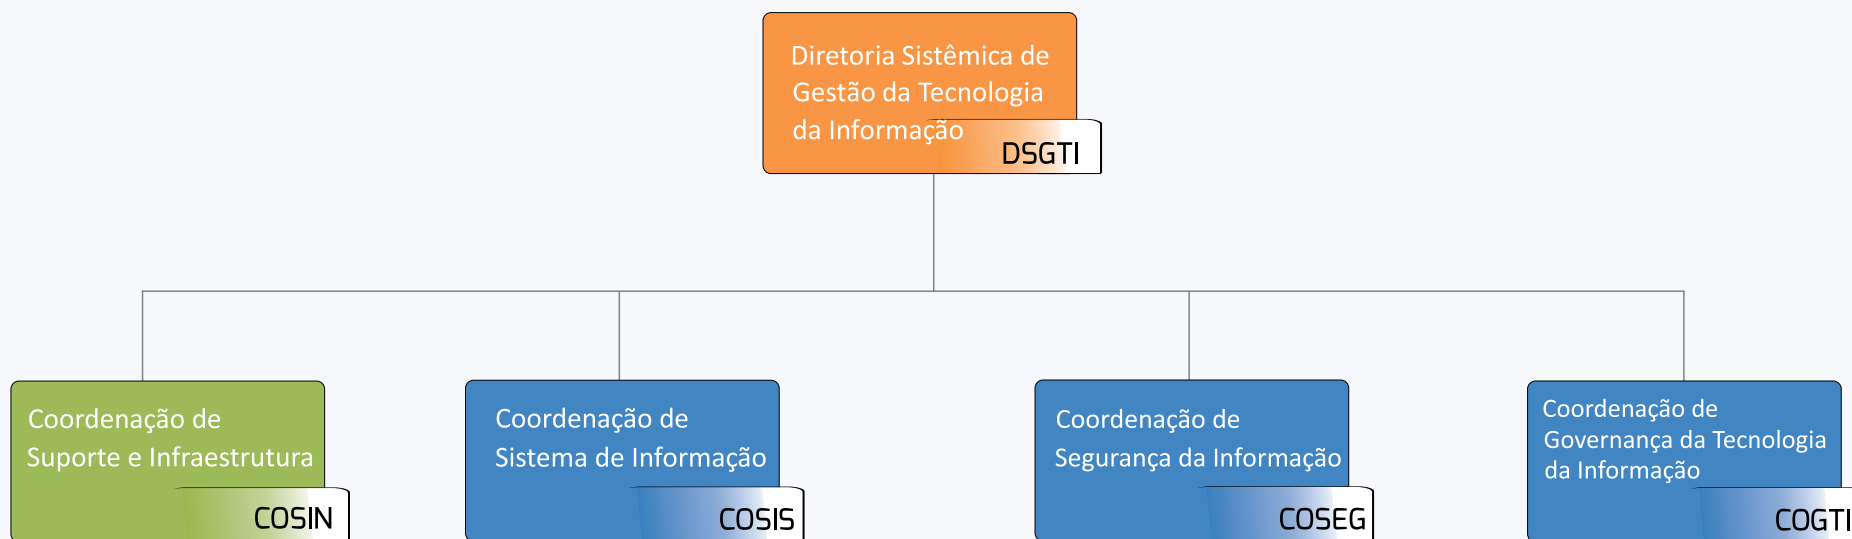 Diretoria Sistêmica de
Gestão da Tecnologia
da Informação
DSGTI
Coordenação de
Suporte e Infraestrutura
COSIN
Coordenação de
Sistema de Informação
COSIS
Coordenação de
Segurança da Informação
COSEG
Coordenação de
Governança da Tecnologia
da Informação
COGTI